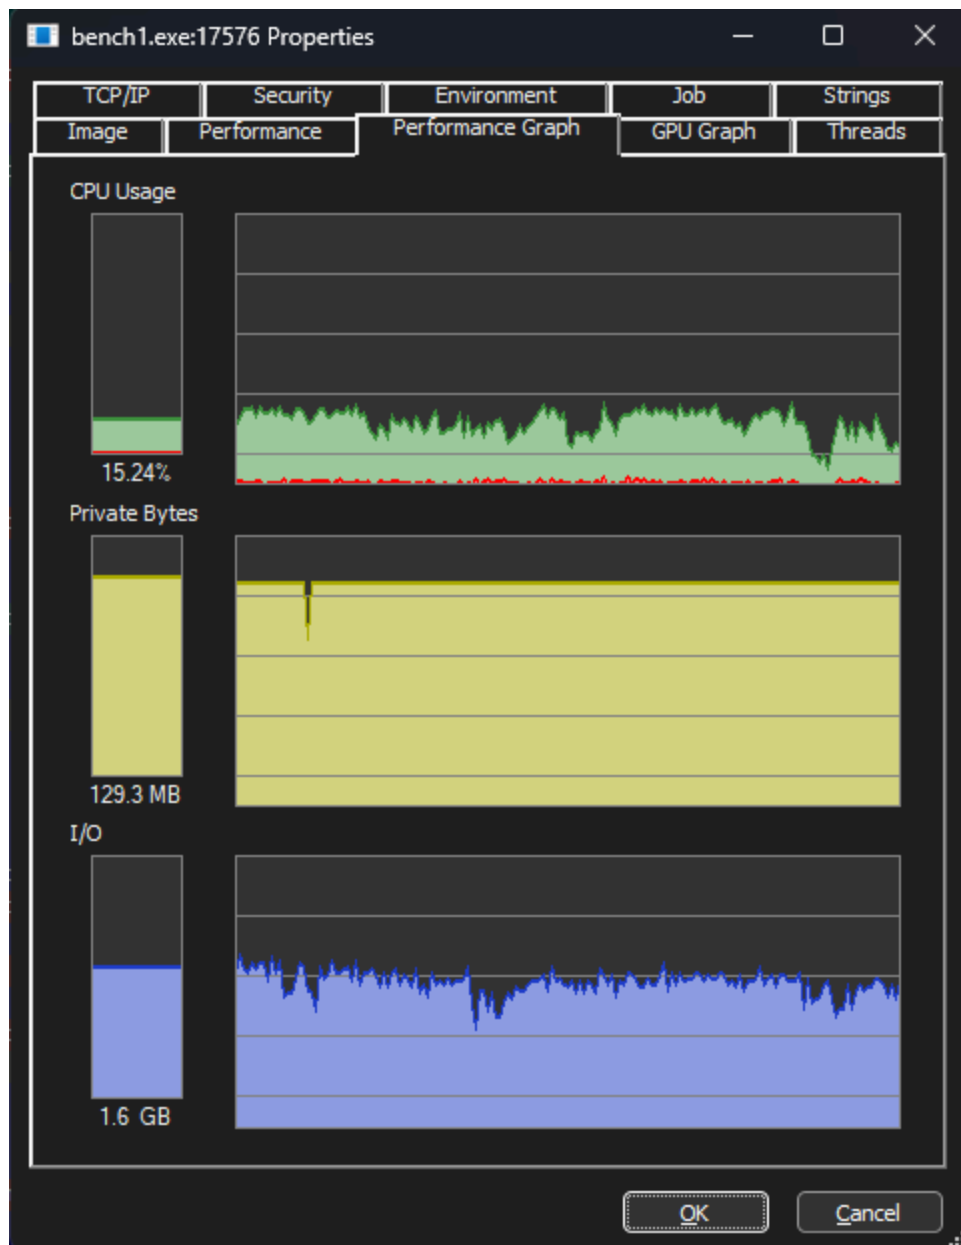 bench1.exe:17576 Properties
TCP/IP Security Environment Job Strings
Image Performance Performance Graph GPU Graph Threads
CPU Usage
15.24%
Private Bytes
129.3 MB
I/O
1.6 GB
OK Cancel